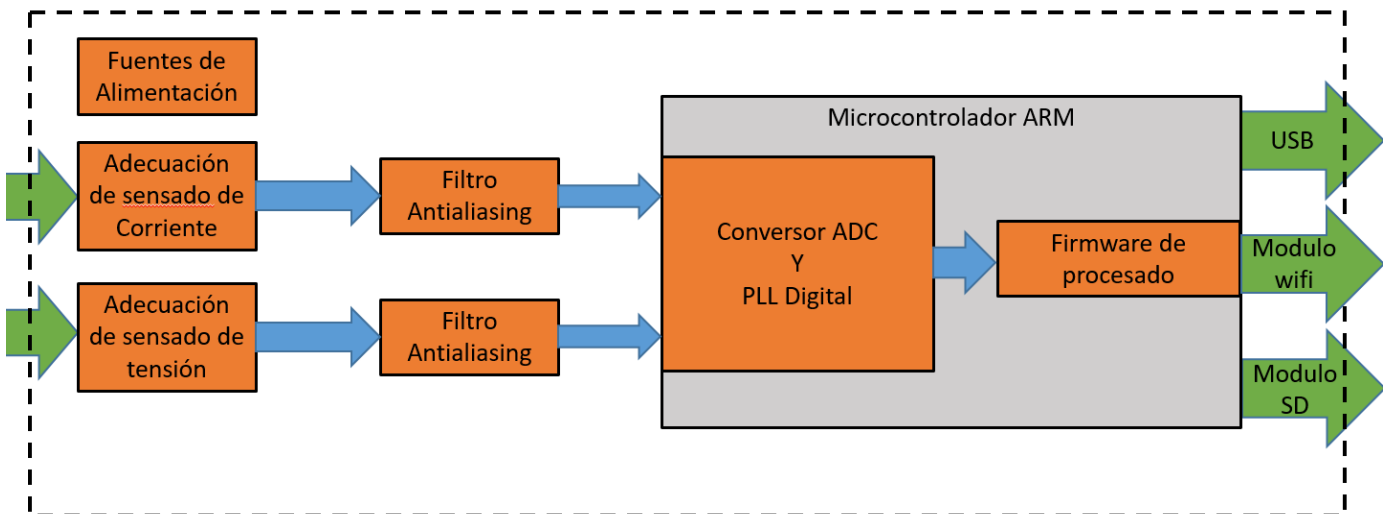 Fuentes de
Alimentación
Adecuación
de sensado de
Corriente
Filtro
Antialiasing
Adecuación
de sensado de
tensión
Filtro
Antialiasing
Microcontrolador ARM
Conversor ADC
Y
PLL Digital
Firmware de
procesado
USB
Modulo
wifi
Modulo
SD